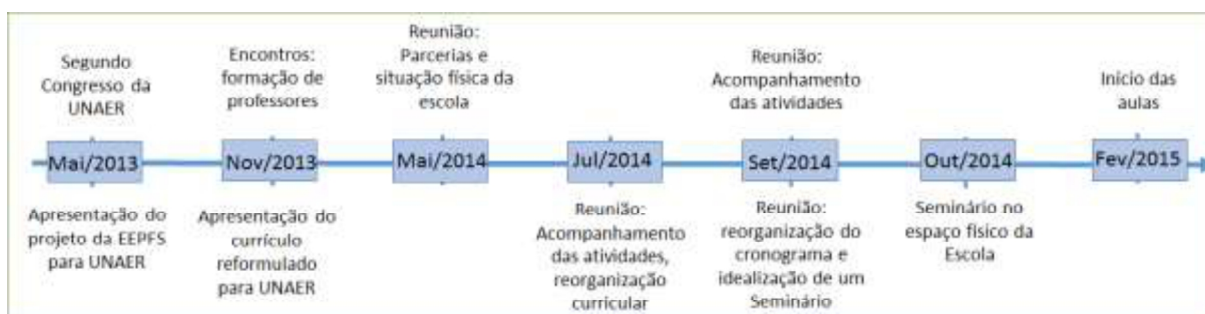 Segundo
Congresso da
UNAER
Mai/2013
Apresentação do
projeto da EEPFS
para UNAER
Encontros:
formação de
professores
Nov/2013
Apresentação do
currículo
reformulado
para UNAER
Reunião:
Parcerias e
situação física da
escola
Mai/2014
Jul/2014
Reunião:
Acompanhamento
das atividades,
reorganização
curricular
Reunião:
Acompanhamento
das atividades
Set/2014
Reunião:
reorganização do
cronograma e
idealização de um
Seminário
Out/2014
Seminário no
espaço físico da
Escola
Início das
aulas
Fev/2015